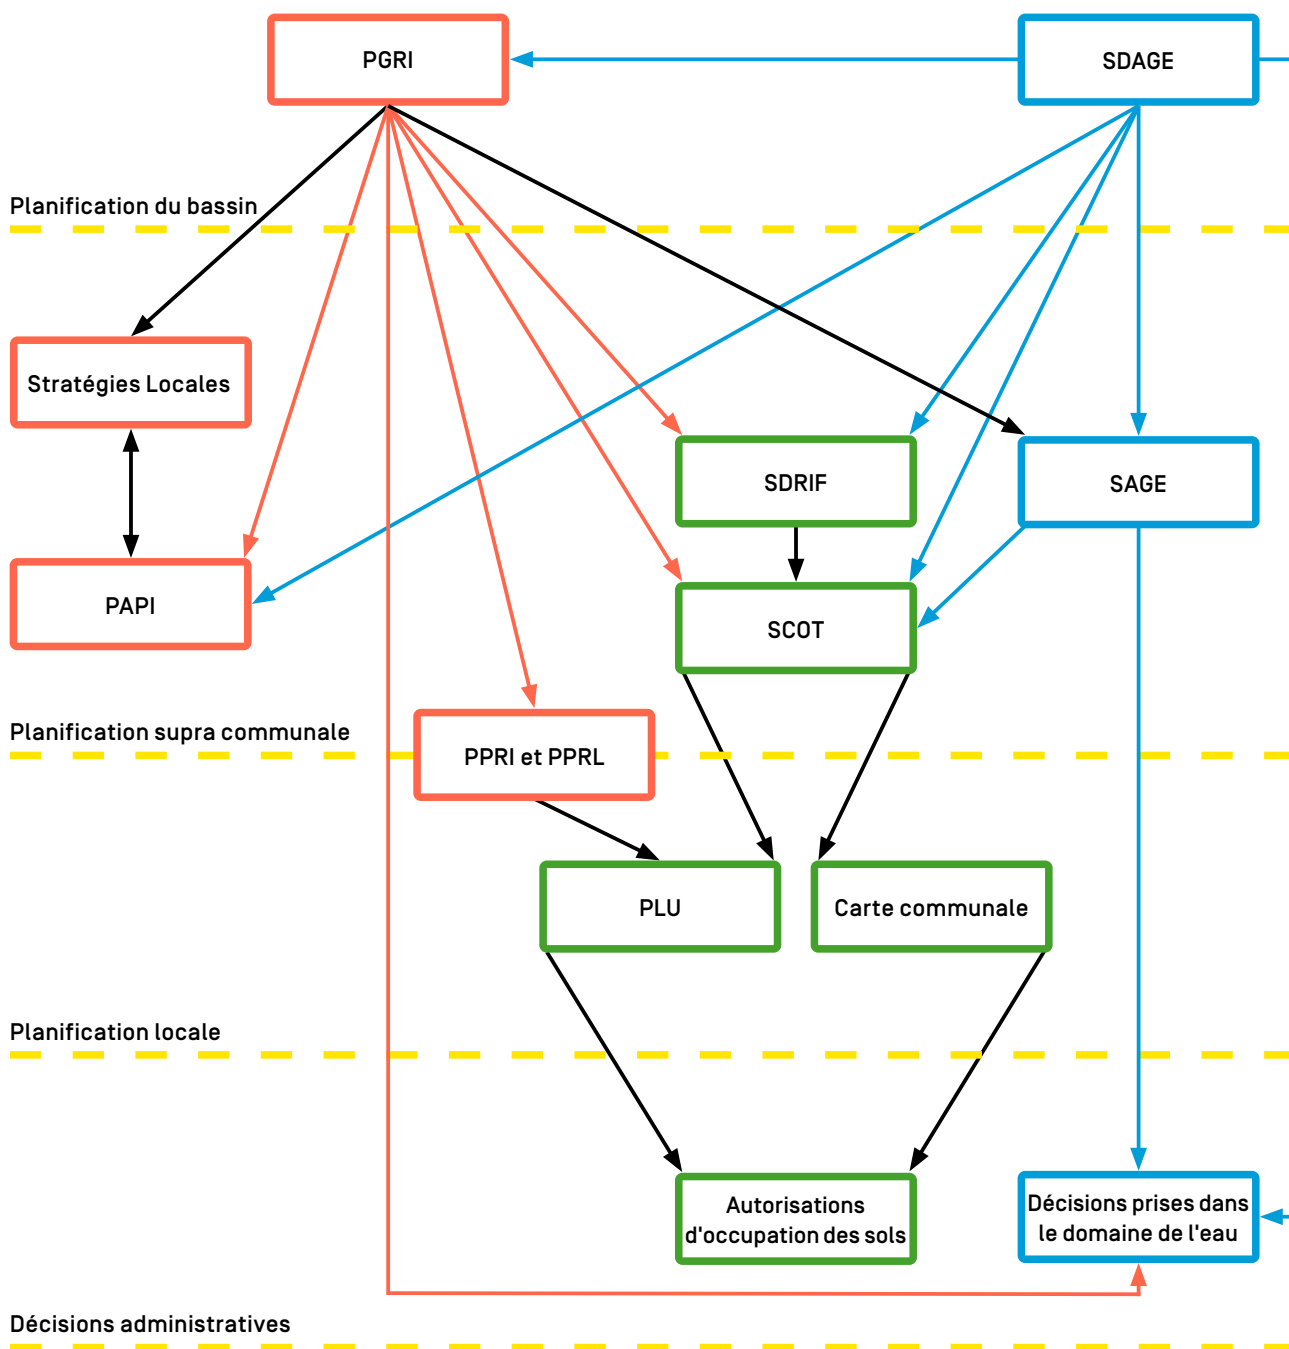 PGRI
SDAGE
Planification du bassin
Stratégies Locales
SDRIF
SAGE
PAPI
SCOT
Planification supra communale
PPRI et PPRL
PLU
Carte communale
Planification locale
Autorisations
d'occupation des sols
Décisions prises dans
le domaine de l'eau
Décisions administratives